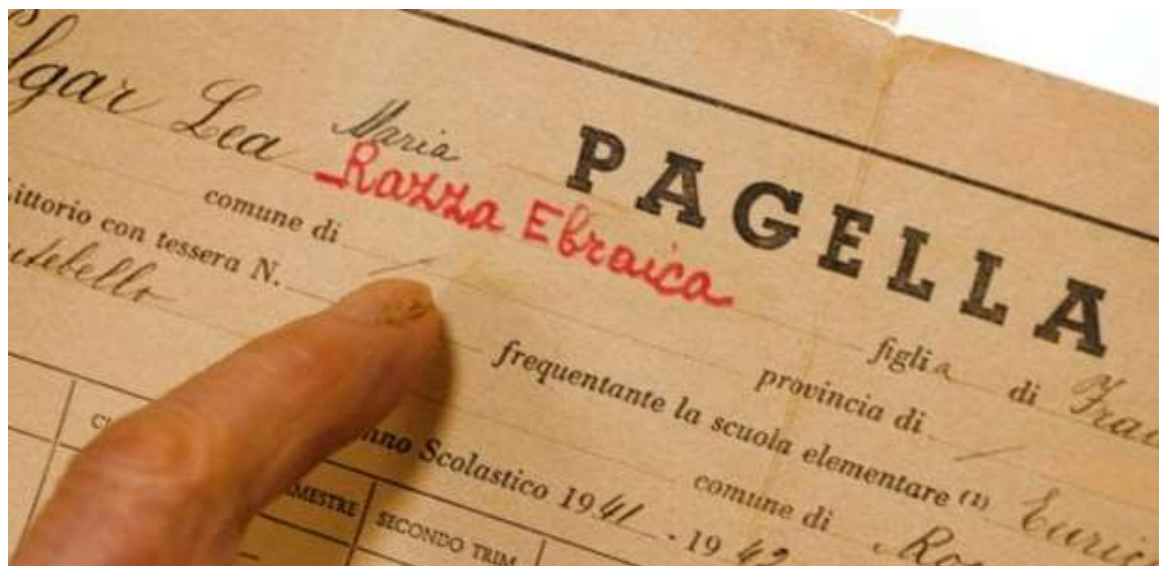 PAGELLA
Lea Maria
Razza Ebraica
figlia di
comune di / provincia di /
Littorio con tessera N.
frequentante la scuola elementare (1)
comune di
Anno Scolastico 1941 - 1942
SECONDO TRIM